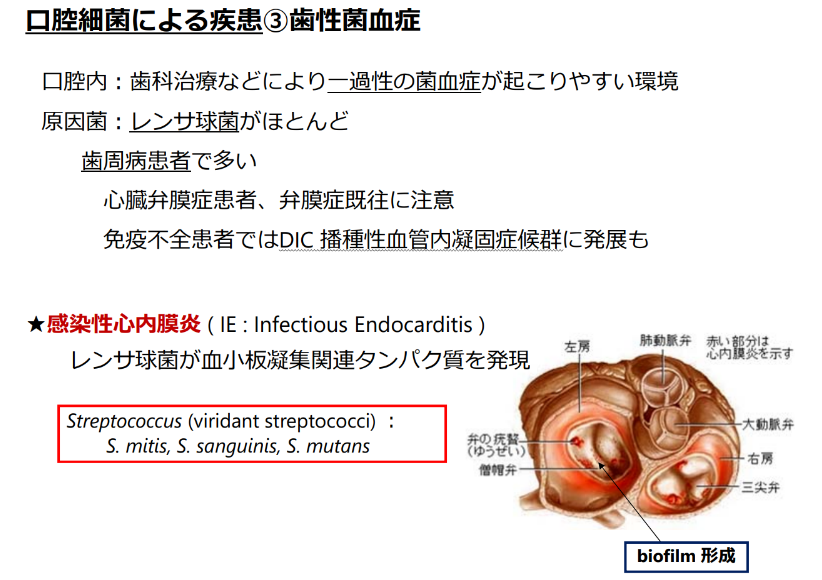 口腔細菌による疾患③歯性菌血症
口腔内：歯科治療などにより一過性の菌血症が起こりやすい環境
原因菌：レンサ球菌がほとんど
歯周病患者で多い
心臓弁膜症患者、弁膜症既往に注意
免疫不全患者ではDIC 播種性血管内凝固症候群に発展も
★感染性心内膜炎 ( IE : Infectious Endocarditis )
レンサ球菌が血小板凝集関連タンパク質を発現
Streptococcus (viridant streptococci) ：
S. mitis, S. sanguinis, S. mutans
左房
肺動脈弁
赤い部分は
心内膜炎を示す
大動脈弁
弁の疣贅
(ゆうぜい)
僧帽弁
右房
三尖弁
biofilm 形成